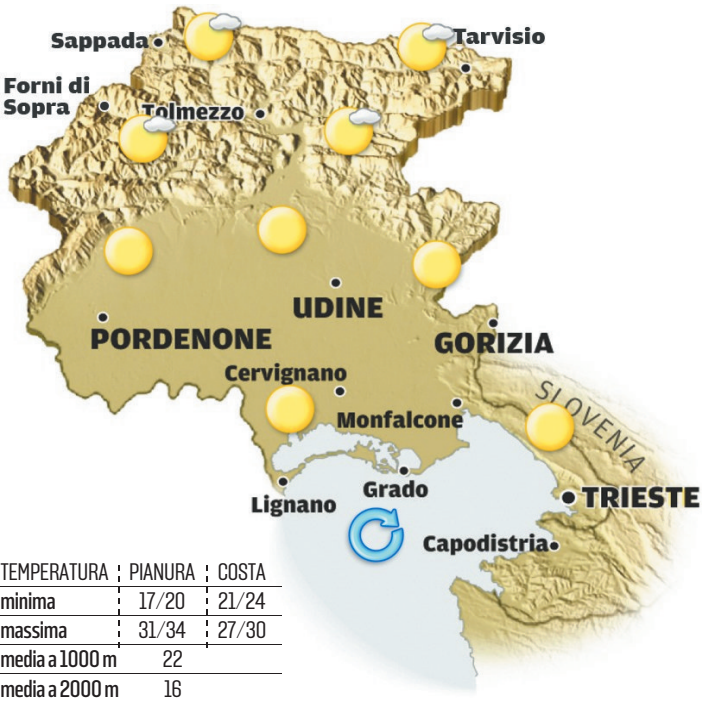 Sappada
Tarvisio
Forni di
Sopra
Tolmezzo
UDINE
PORDENONE
GORIZIA
Cervignano
SLOVENIA
Monfalcone
Grado
Lignano
TRIESTE
Capodistria
TEMPERATURA PIANURA COSTA
minima 17/20 21/24
massima 31/34 27/30
media a 1000 m 22
media a 2000 m 16